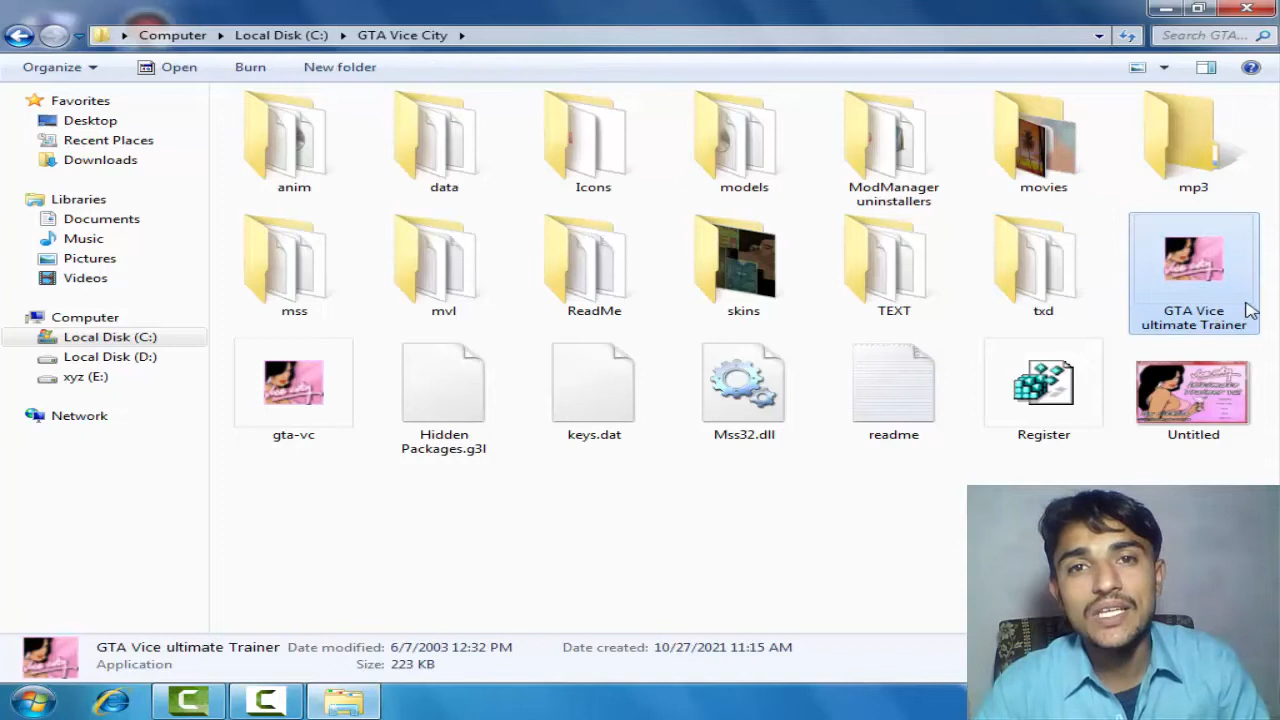 Computer Local Disk (C:) GTA Vice City
Search GTA...
Organize Open Burn New folder
Favorites
Desktop
Recent Places
Downloads
Libraries
Documents
Music
Pictures
Videos
Computer
Local Disk (C:)
Local Disk (D:)
xyz (E:)
Network
anim
data
Icons
models
ModManager
uninstallers
movies
mp3
mss
mvl
ReadMe
skins
TEXT
txd
GTA Vice
ultimate Trainer
gta-vc
Hidden
Packages.g3l
keys.dat
Mss32.dll
readme
Register
Untitled
GTA Vice ultimate Trainer Date modified: 6/7/2003 12:32 PM Date created: 10/27/2021 11:15 AM
Application Size: 223 KB